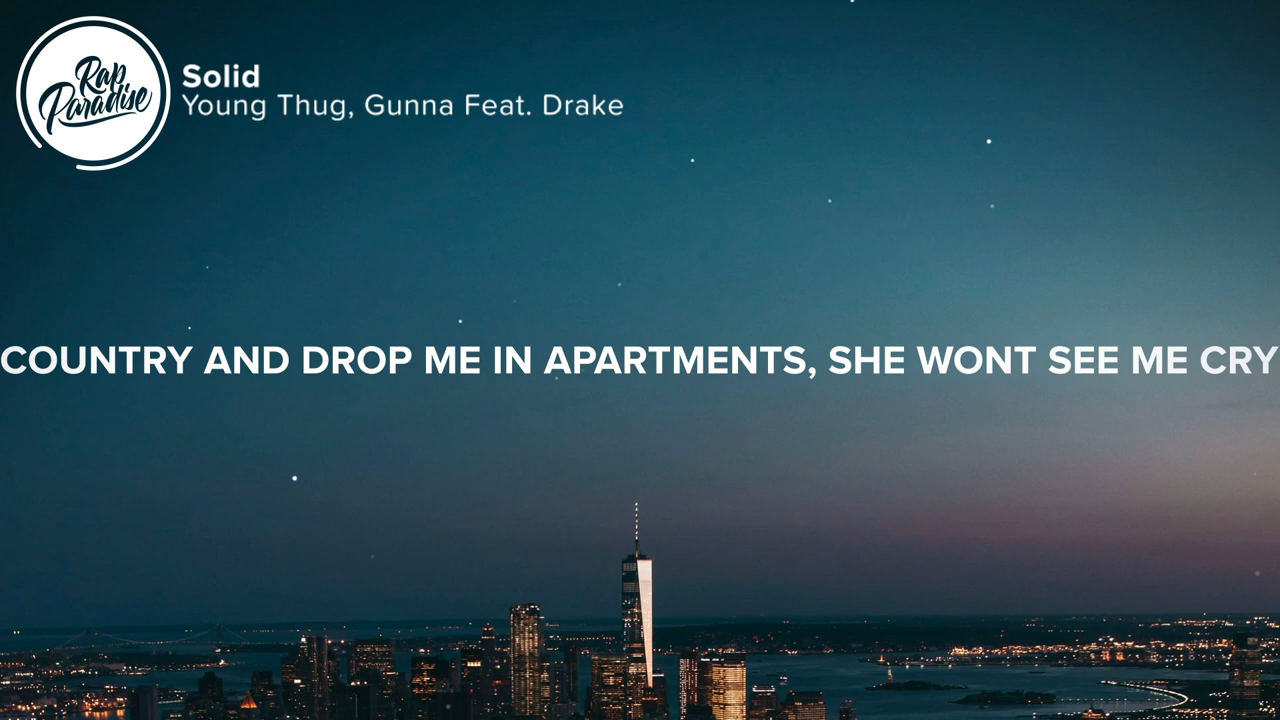 Rap
Paradise
Solid
Young Thug, Gunna Feat. Drake
COUNTRY AND DROP ME IN APARTMENTS, SHE WONT SEE ME CRY